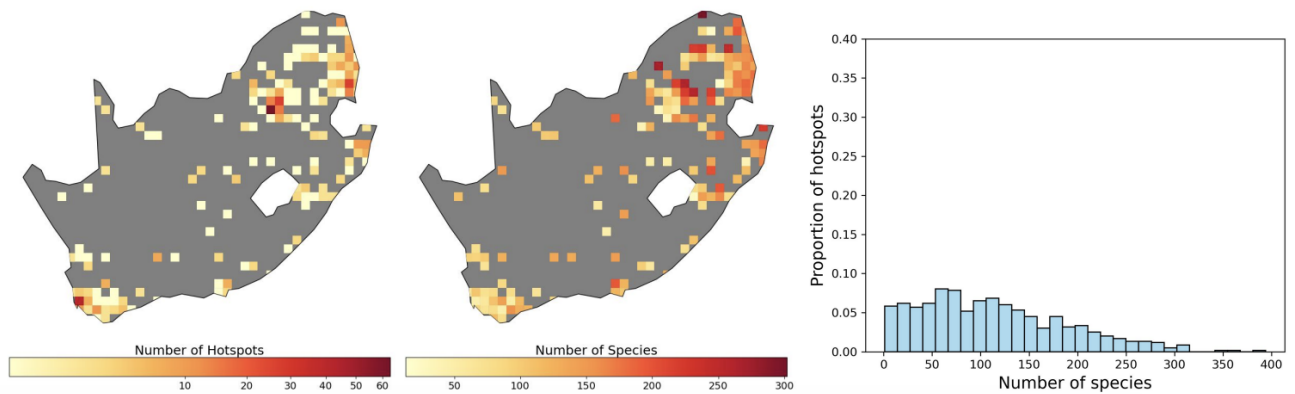 Number of Hotspots
10 20 30 40 50 60
Number of Species
50 100 150 200 250 300
Proportion of hotspots
0.40
0.35
0.30
0.25
0.20
0.15
0.10
0.05
0.00
0 50 100 150 200 250 300 350 400
Number of species